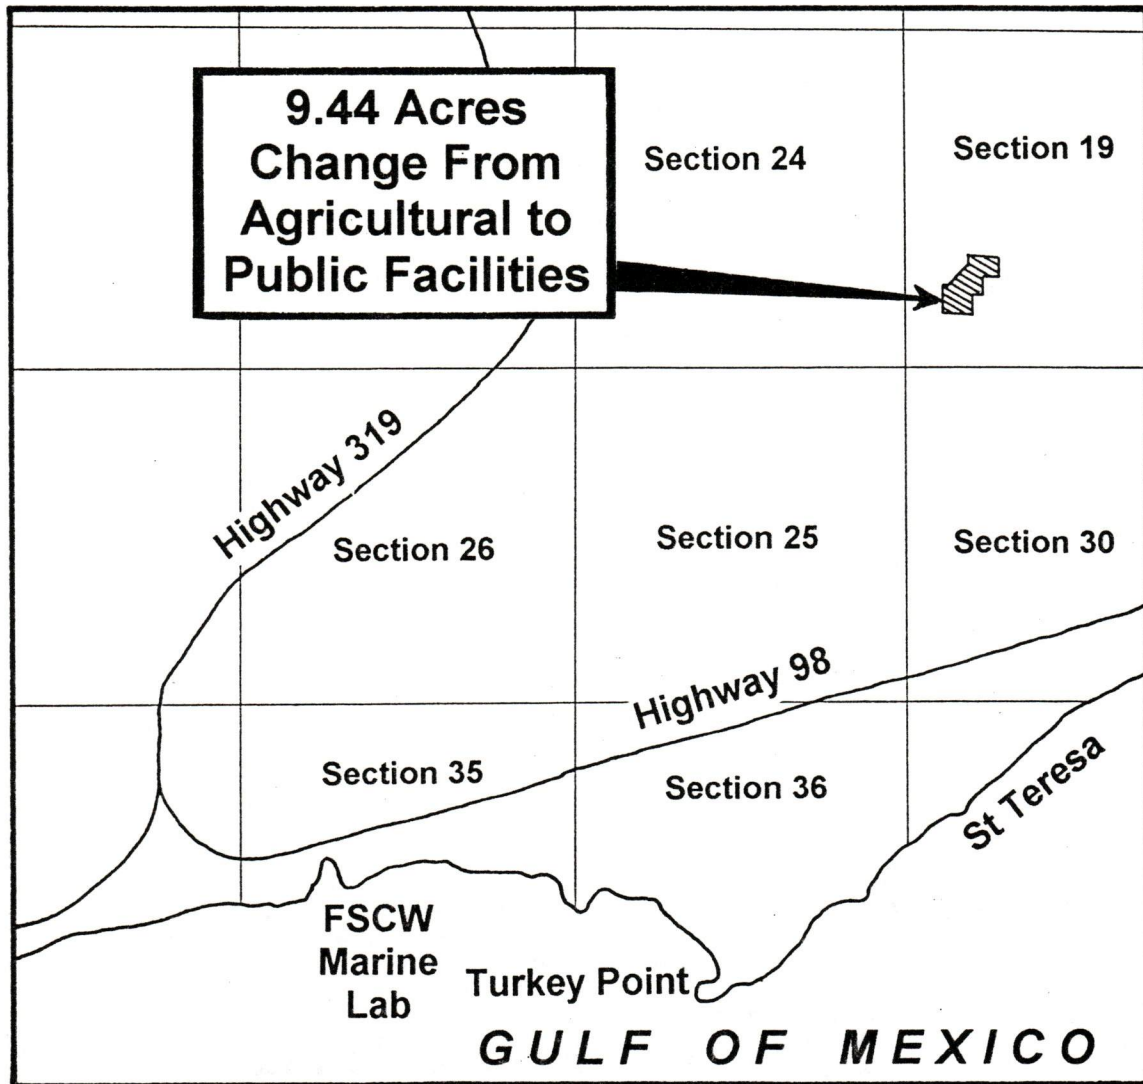 9.44 Acres
Change From
Agricultural to
Public Facilities
Section 24
Section 19
Highway 319
Section 26
Section 25
Section 30
Highway 98
Section 35
Section 36
St Teresa
FSCW
Marine
Lab
Turkey Point
GULF OF MEXICO